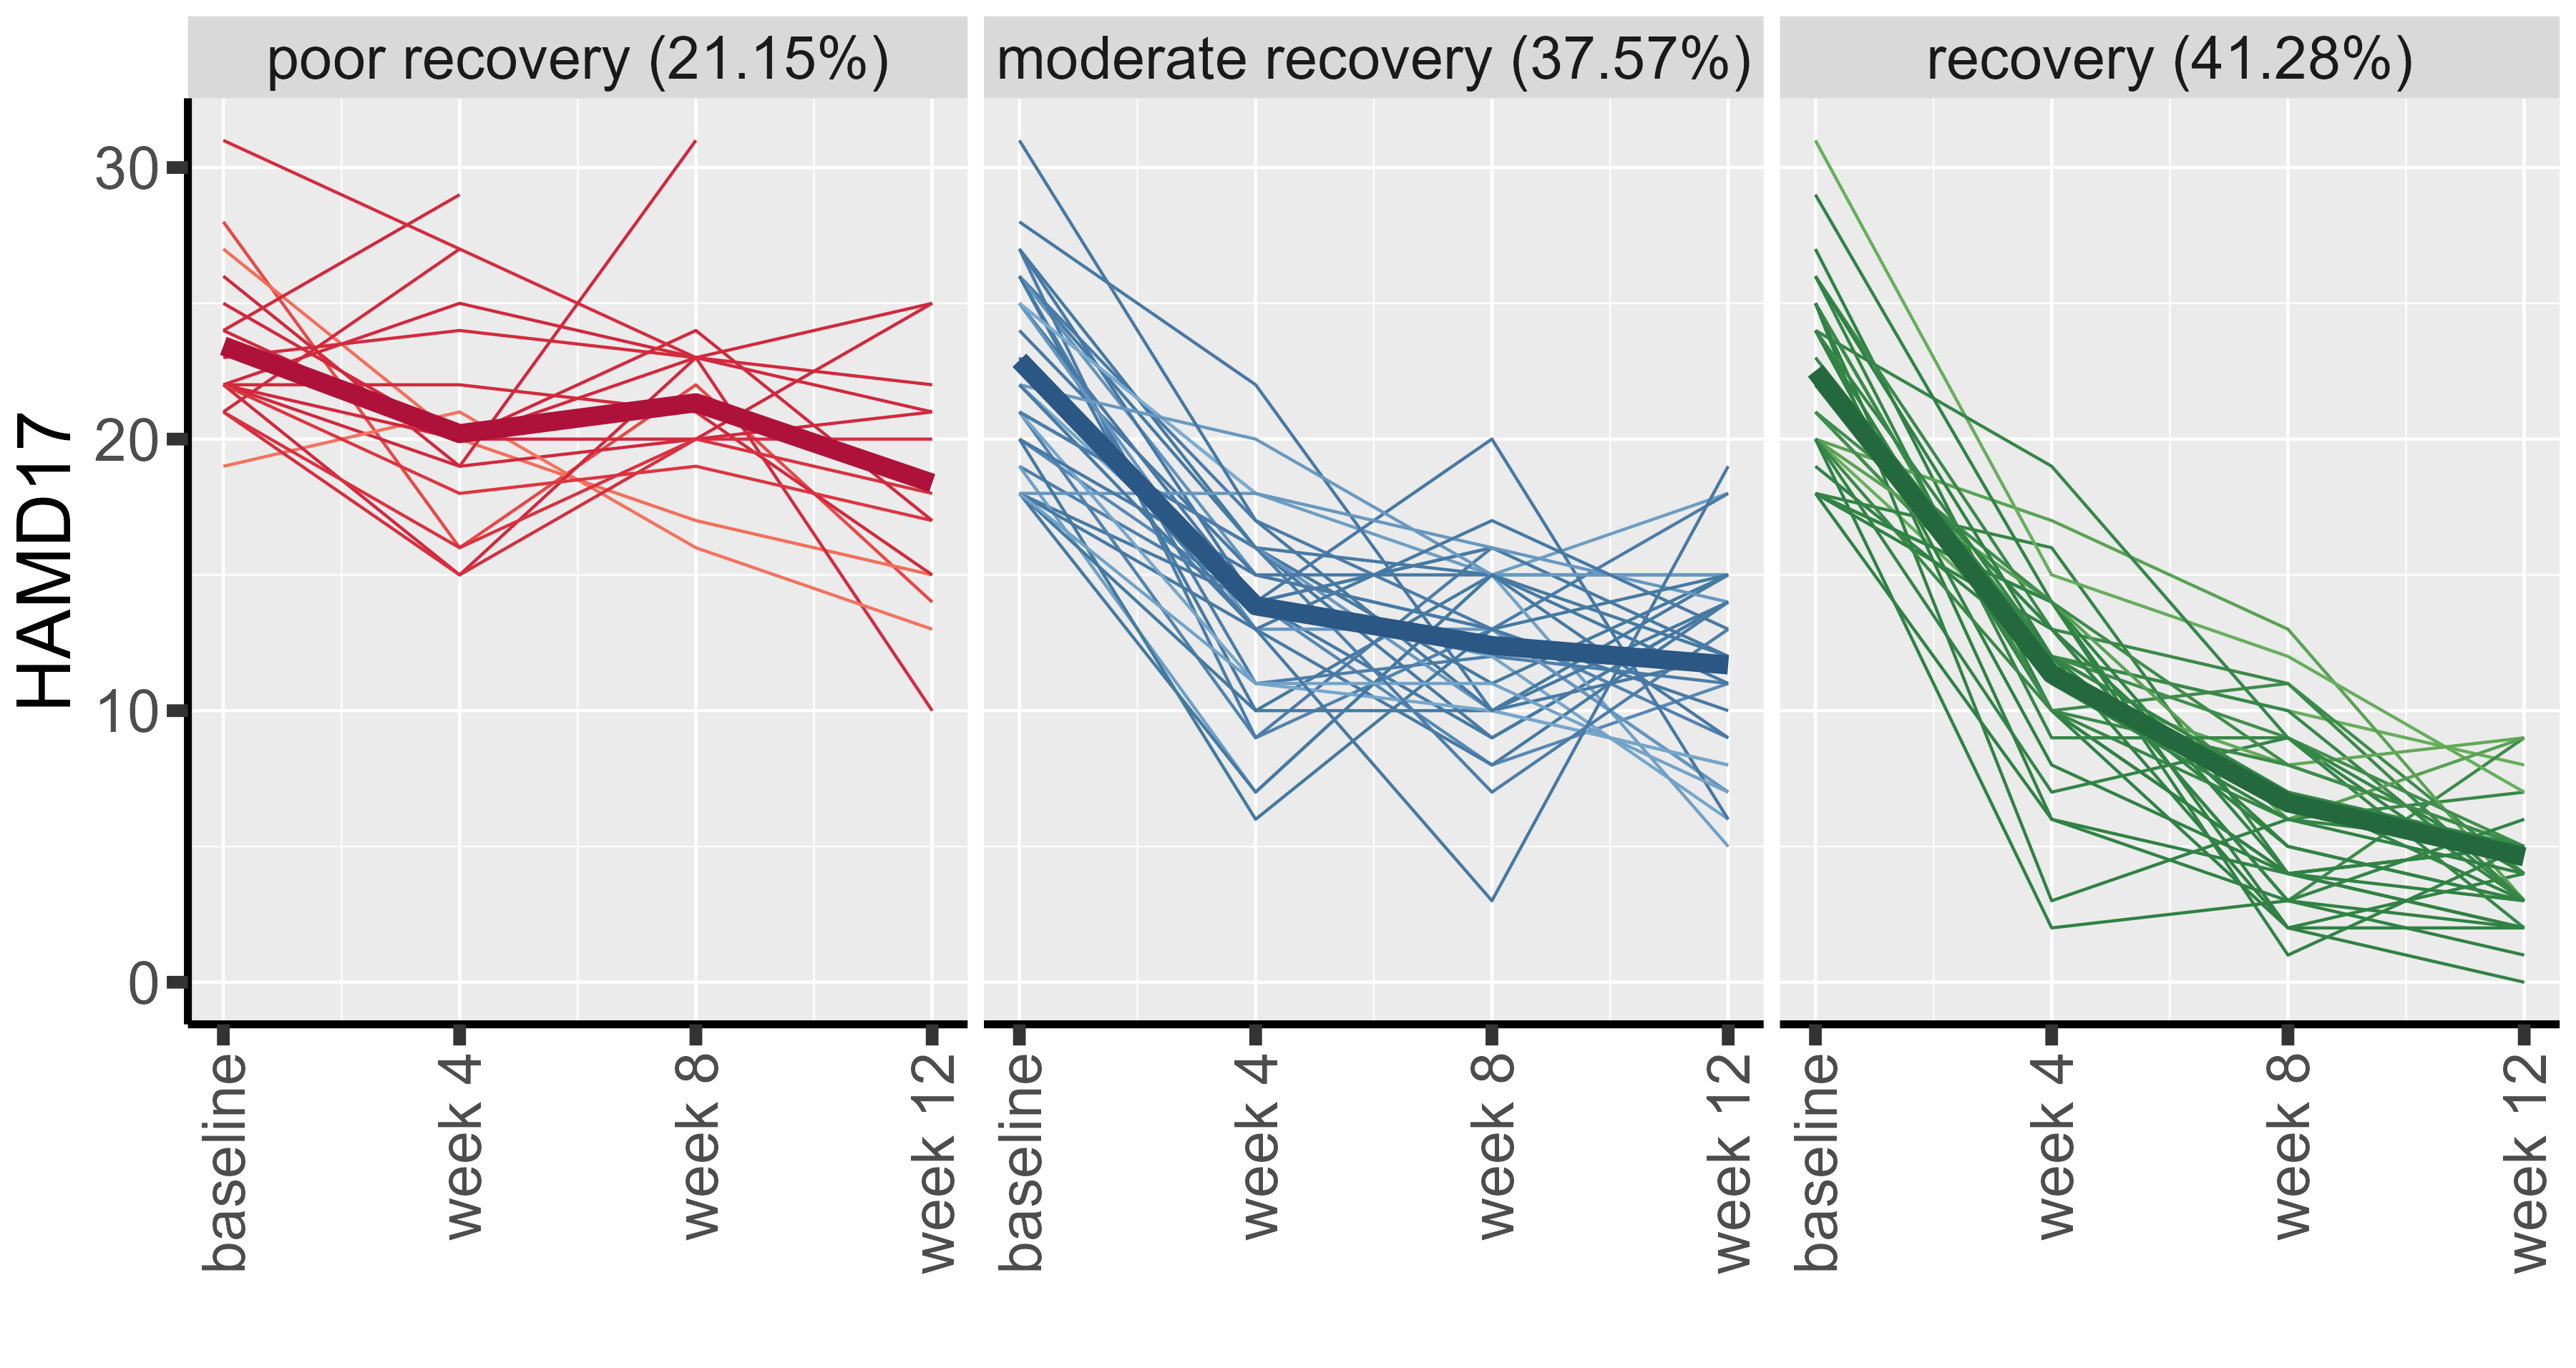 poor recovery (21.15%)
moderate recovery (37.57%)
recovery (41.28%)
HAMD17
30
20
10
0
baseline
week 4
week 8
week 12
baseline
week 4
week 8
week 12
baseline
week 4
week 8
week 12